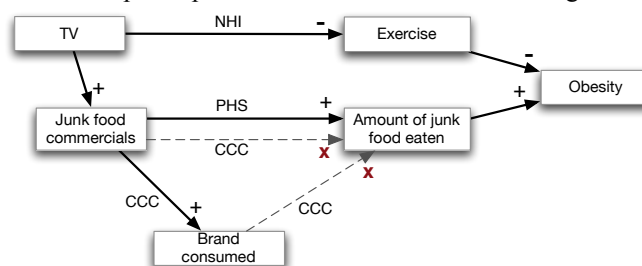 TV
NHI
-
Exercise
-
Obesity
+
+
Junk food
commercials
PHS
+
Amount of junk
food eaten
CCC
x
x
CCC
+
CCC
Brand
consumed